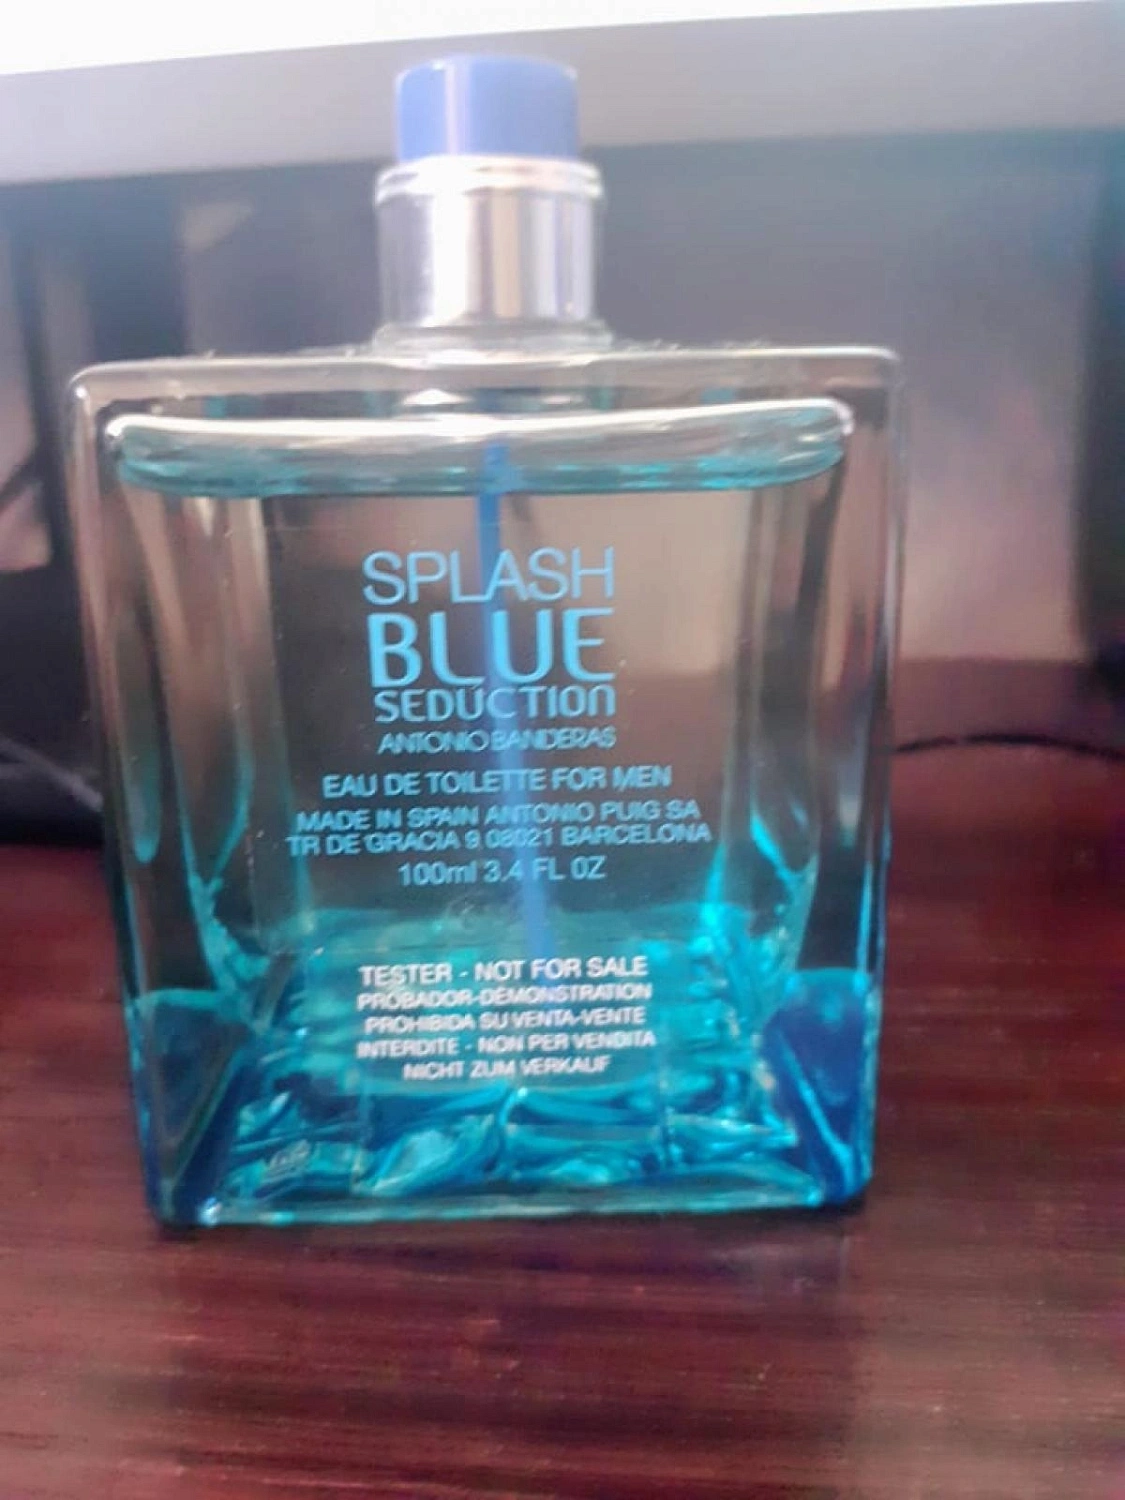 SPLASH
BLUE
SEDUCTION
ANTONIO BANDERAS
EAU DE TOILETTE FOR MEN
MADE IN SPAIN ANTONIO PUIG SA
TR DE GRACIA 9 08021 BARCELONA
100ml 3.4 FL OZ
TESTER - NOT FOR SALE
PROBADOR-DEMONSTRATION
PROHIBIDA SU VENTA-VENTE
INTERDITE - NON PER VENDITA
NICHT ZUM VERKAUF